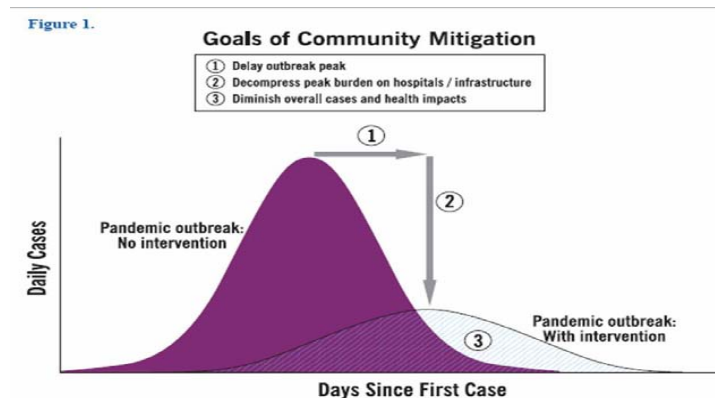 Figure 1.
Goals of Community Mitigation
① Delay outbreak peak
② Decompress peak burden on hospitals / infrastructure
③ Diminish overall cases and health impacts
①
②
Pandemic outbreak:
No intervention
Daily Cases
Pandemic outbreak:
With intervention
③
Days Since First Case